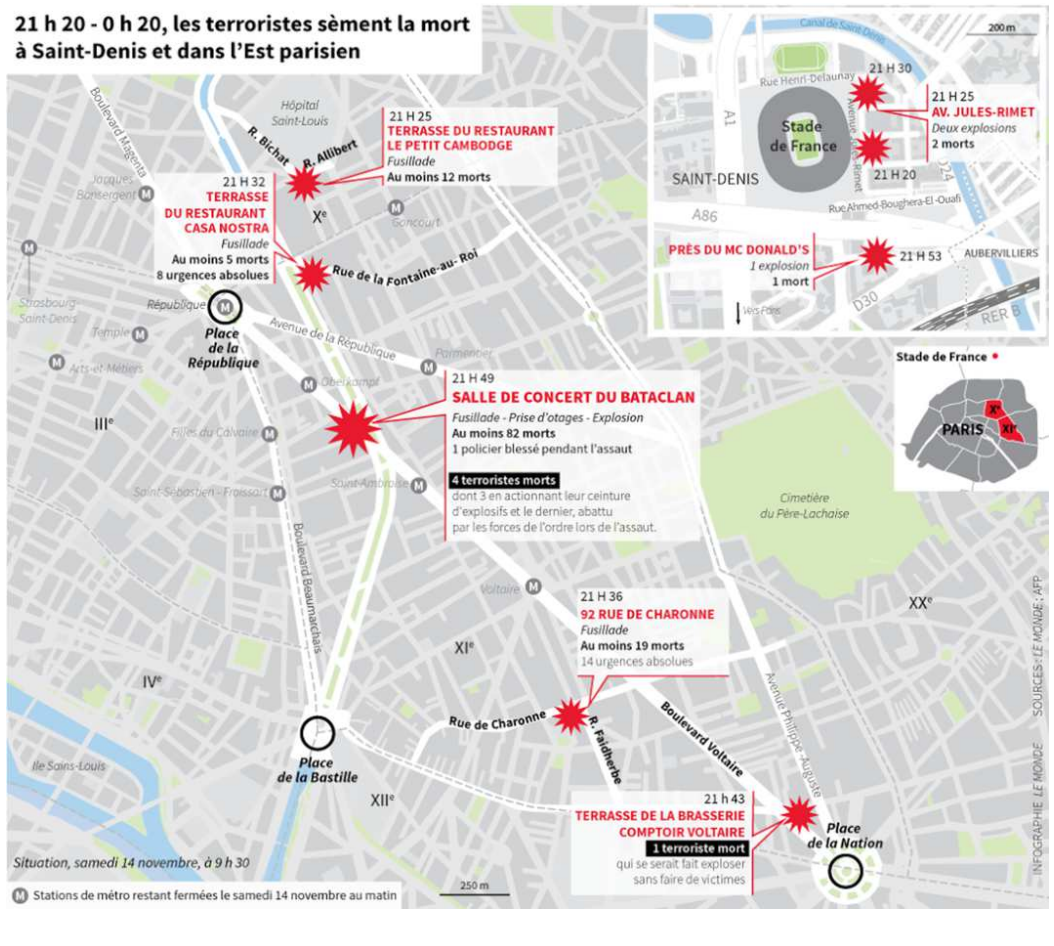 21 h 20 - 0 h 20, les terroristes sèment la mort
à Saint-Denis et dans l'Est parisien
200 m
Canal de Saint Denis
Rue Henri-Delaunay
21 H 30
A1
Stade
de France
Avenue Jules-Rimet
21 H 25
AV. JULES-RIMET
Deux explosions
2 morts
21 H 20
SAINT-DENIS
D24
Rue Ahmed-Boughera-El-Ouafi
A86
PRÈS DU MC DONALD'S
1 explosion
1 mort
21 H 53
AUBERVILLIERS
Vers Paris
D30
RER B
Boulevard Magenta
Hôpital
Saint-Louis
R. Bichat
R. Allibert
21 H 25
TERRASSE DU RESTAURANT
LE PETIT CAMBODGE
Fusillade
Au moins 12 morts
Jacques
Bonsergent
M
21 H 32
TERRASSE
DU RESTAURANT
CASA NOSTRA
Fusillade
Au moins 5 morts
8 urgences absolues
Xe
M
Goncourt
Rue de la Fontaine-au-Roi
M
Strasbourg
Saint-Denis
République
M
Place
de la
République
Temple
M
M
Arts-et-Métiers
Avenue de la République
Parmentier
M
M
Oberkampf
Stade de France
PARIS
Xe
XIe
21 H 49
SALLE DE CONCERT DU BATACLAN
Fusillade - Prise d'otages - Explosion
Au moins 82 morts
1 policier blessé pendant l'assaut
4 terroristes morts
dont 3 en actionnant leur ceinture
d'explosifs et le dernier, abattu
par les forces de l'ordre lors de l'assaut.
IIIe
Filles du Calvaire
M
Saint-Sébastien - Froissart
M
Saint-Ambroise
M
Cimetière
du Père-Lachaise
Boulevard Beaumarchais
Voltaire
M
21 H 36
92 RUE DE CHARONNE
Fusillade
Au moins 19 morts
14 urgences absolues
XXe
XIe
IVe
Rue de Charonne
R. Faidherbe
Boulevard Voltaire
Avenue Philippe-Auguste
Place
de la Bastille
Ile Sains-Louis
XIIe
21 h 43
TERRASSE DE LA BRASSERIE
COMPTOIR VOLTAIRE
1 terroriste mort
qui se serait fait exploser
sans faire de victimes
Place
de la Nation
Situation, samedi 14 novembre, à 9 h 30
M Stations de métro restant fermées le samedi 14 novembre au matin
250 m
INFOGRAPHIE LE MONDE SOURCES : LE MONDE ; AFP